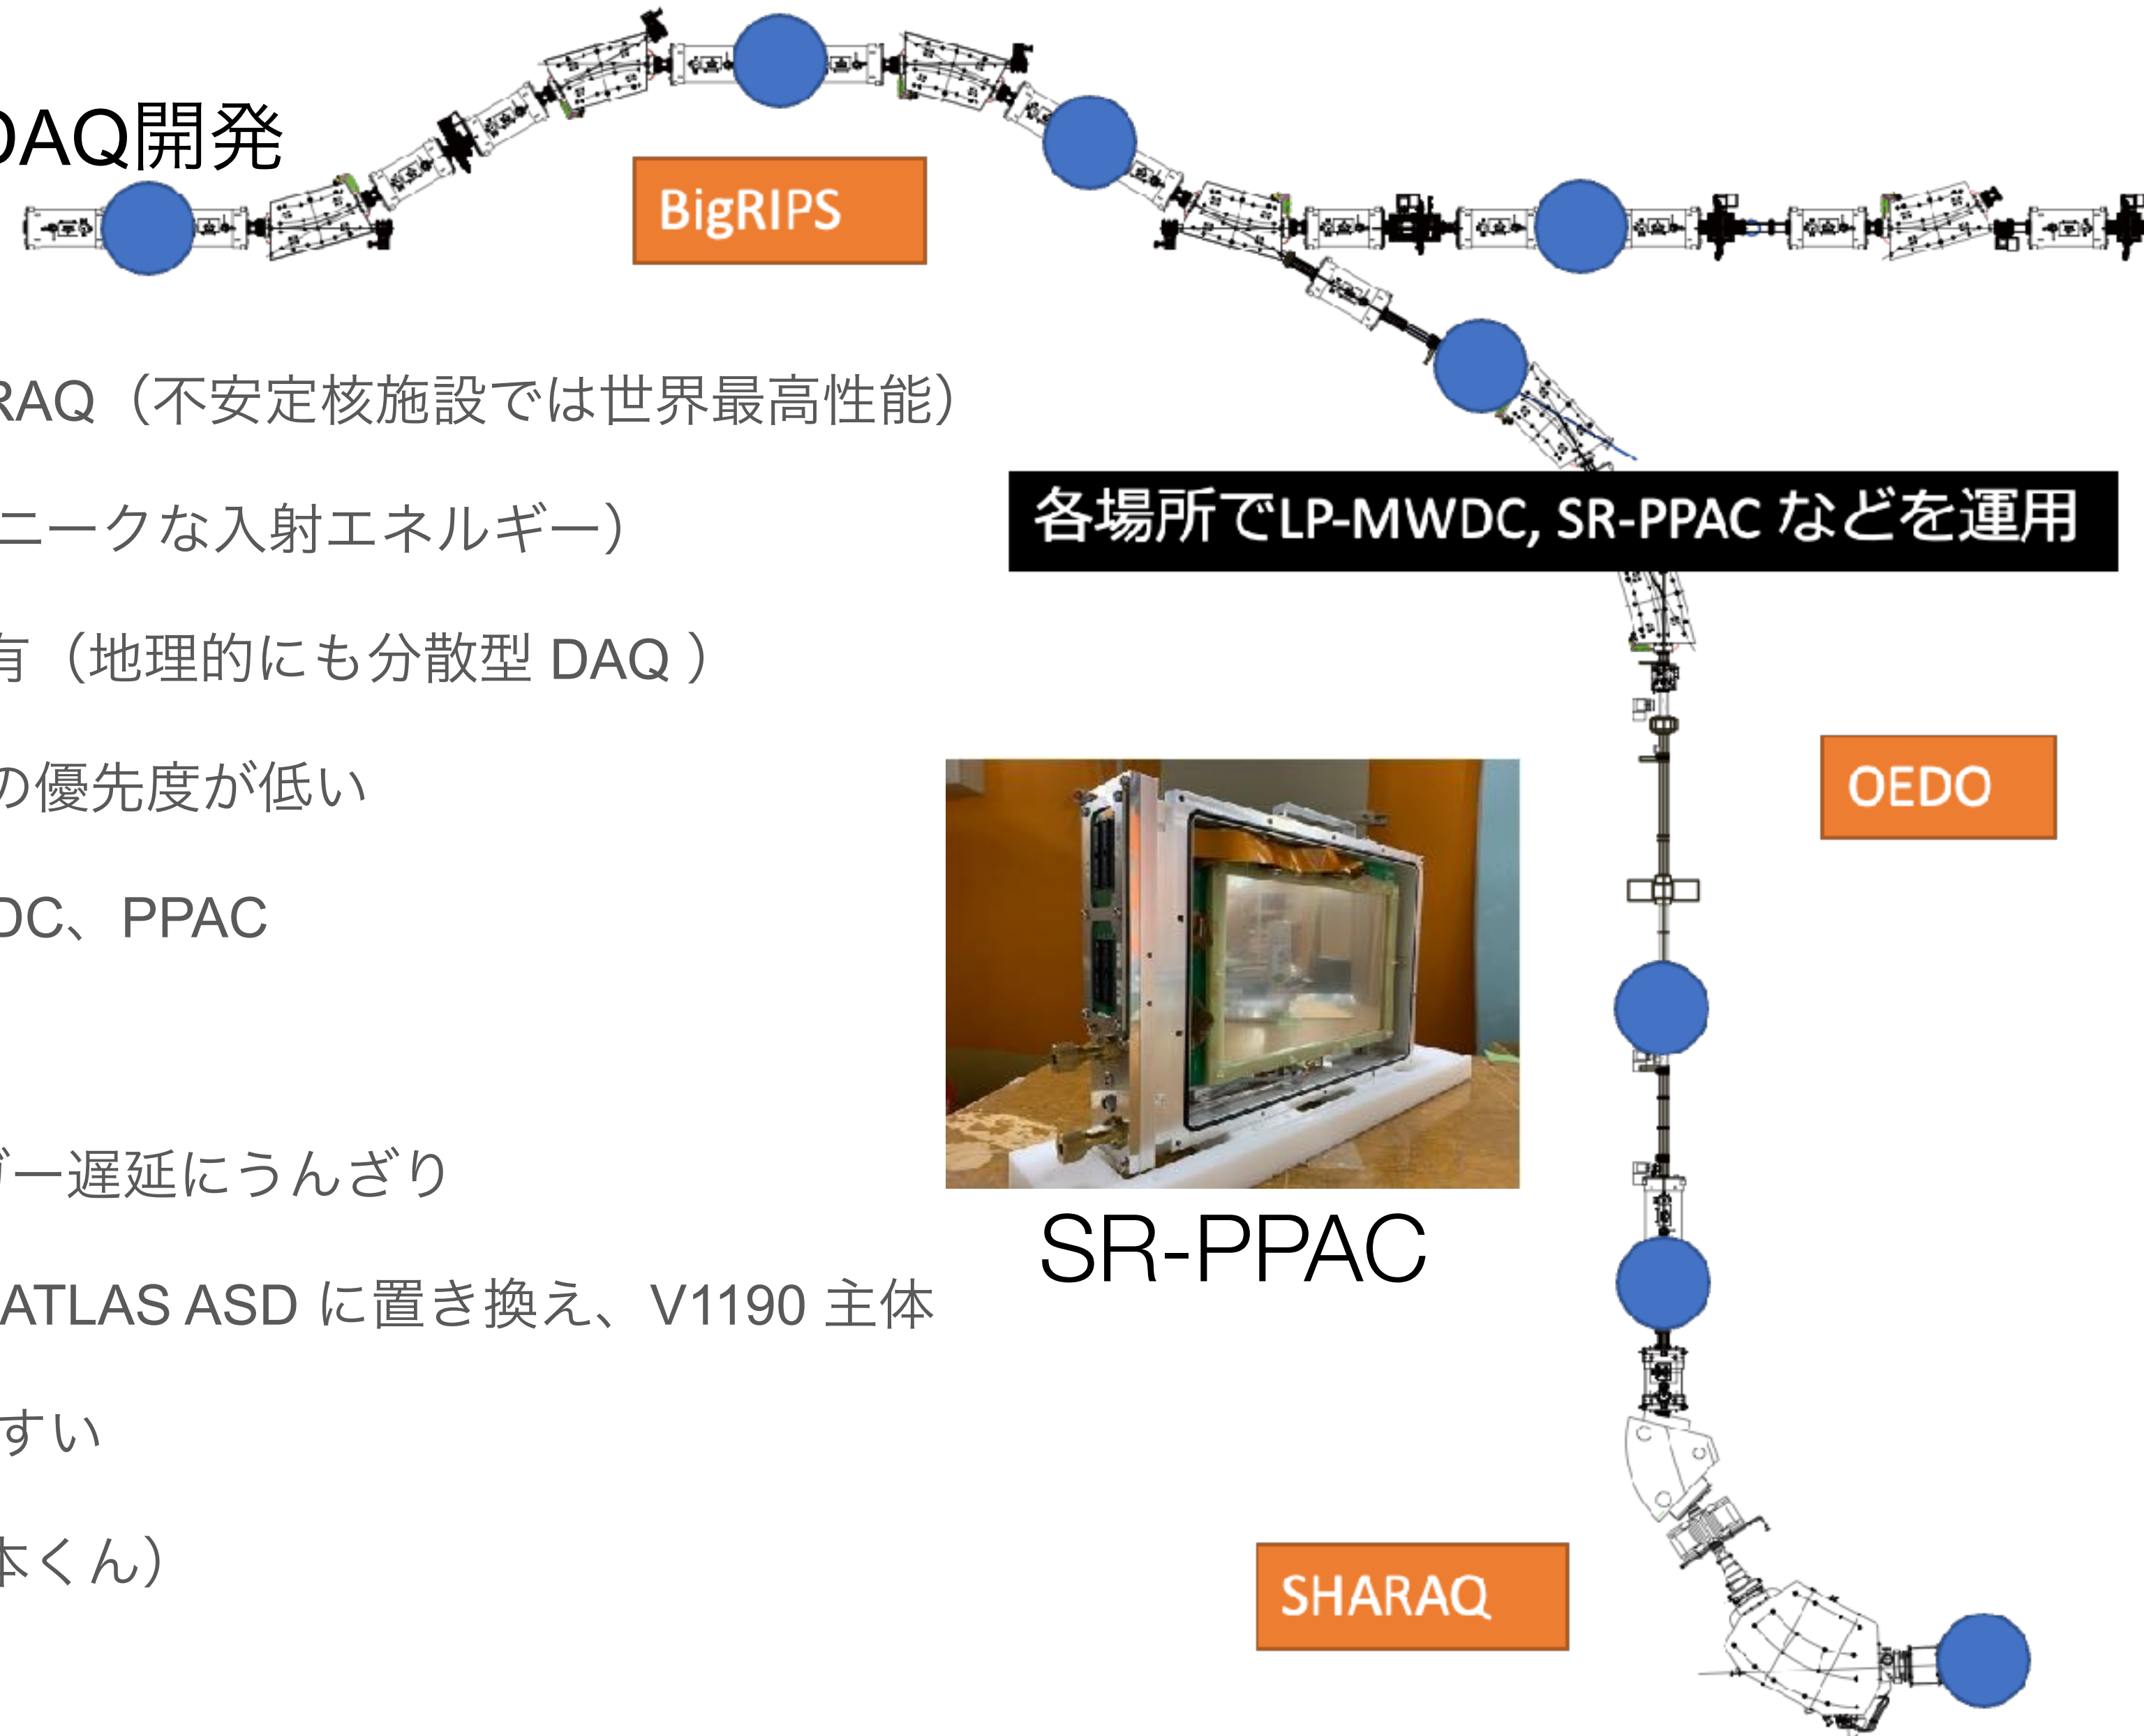 DAQ開発
BigRIPS
RAQ（不安定核施設では世界最高性能）
ニークな入射エネルギー）
各場所でLP-MWDC, SR-PPAC などを運用
有（地理的にも分散型 DAQ ）
の優先度が低い
OEDO
DC、PPAC
ガー遅延にうんざり
SR-PPAC
ATLAS ASD に置き換え、V1190 主体
すい
本くん）
SHARAQ